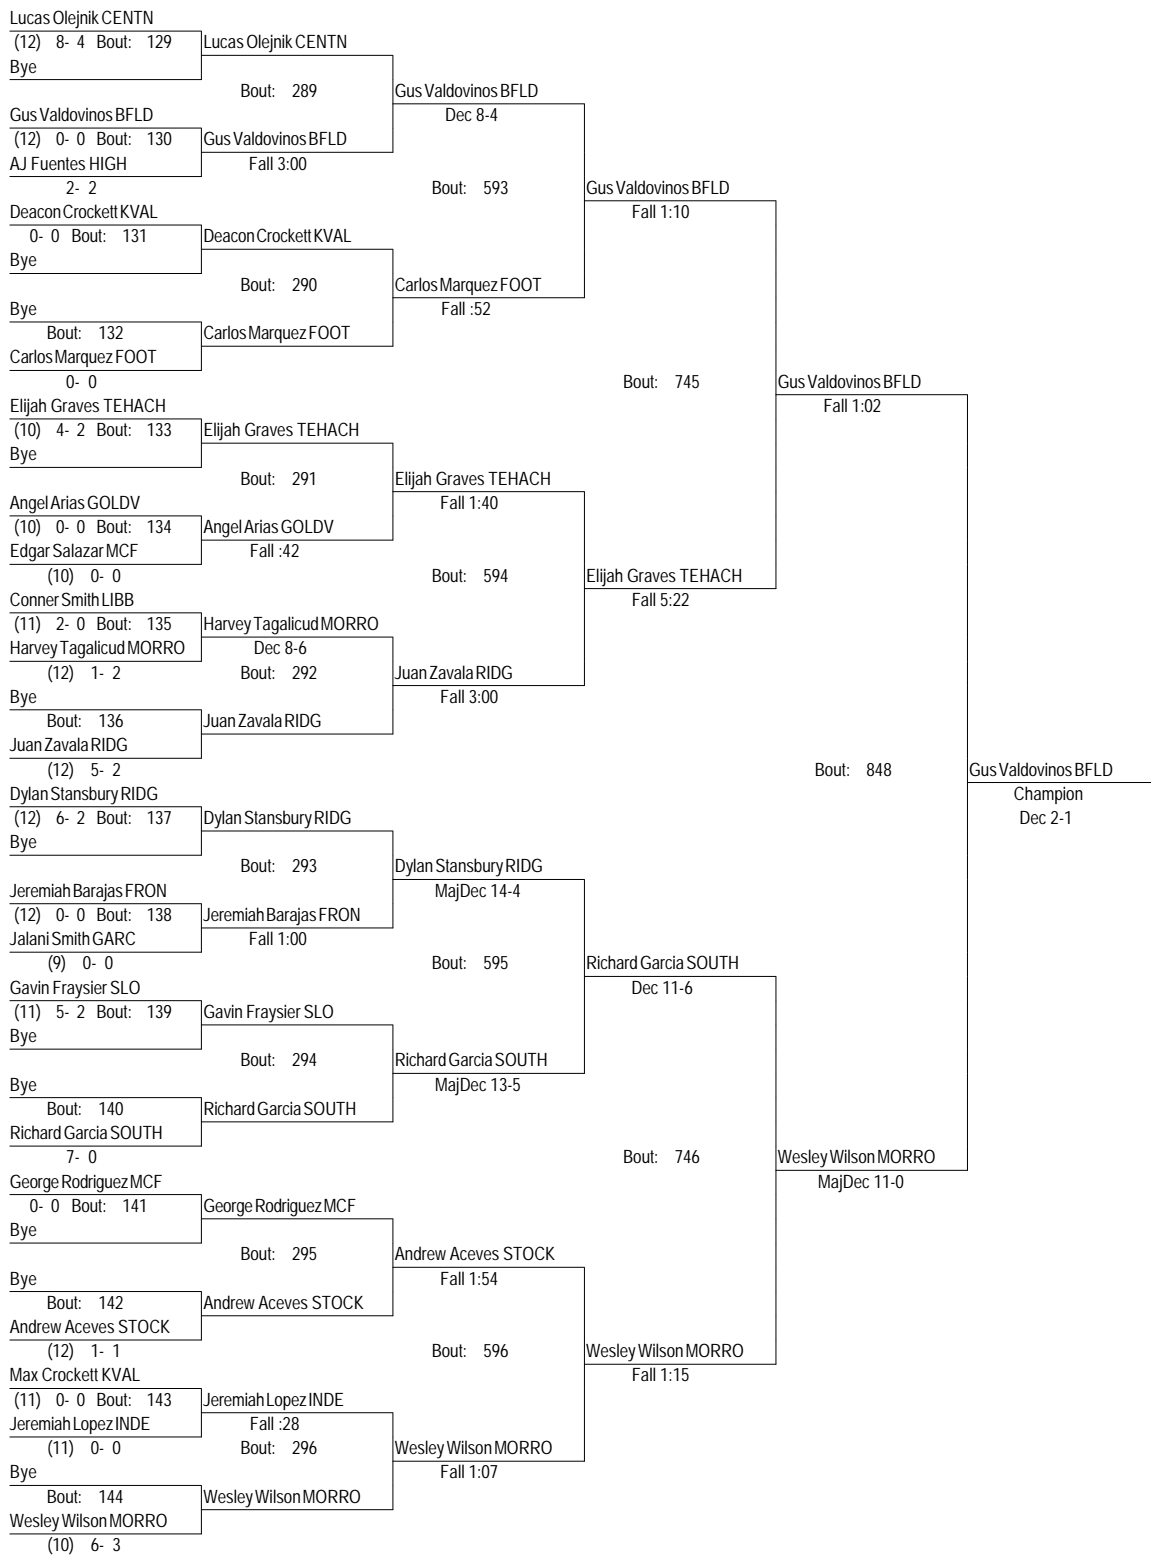 Lucas Olejnik CENTN
(12) 8- 4 Bout: 129 Lucas Olejnik CENTN
Bye
Bout: 289 Gus Valdovinos BFLD
Gus Valdovinos BFLD Dec 8-4
(12) 0- 0 Bout: 130 Gus Valdovinos BFLD
AJ Fuentes HIGH Fall 3:00
2- 2 Bout: 593 Gus Valdovinos BFLD
Deacon Crockett KVAL Fall 1:10
0- 0 Bout: 131 Deacon Crockett KVAL
Bye
Bout: 290 Carlos Marquez FOOT
Bye Fall :52
Bout: 132 Carlos Marquez FOOT
Carlos Marquez FOOT
0- 0 Bout: 745 Gus Valdovinos BFLD
Elijah Graves TEHACH Fall 1:02
(10) 4- 2 Bout: 133 Elijah Graves TEHACH
Bye
Bout: 291 Elijah Graves TEHACH
Angel Arias GOLDV Fall 1:40
(10) 0- 0 Bout: 134 Angel Arias GOLDV
Edgar Salazar MCF Fall :42
(10) 0- 0 Bout: 594 Elijah Graves TEHACH
Conner Smith LIBB Fall 5:22
(11) 2- 0 Bout: 135 Harvey Tagalicud MORRO
Harvey Tagalicud MORRO Dec 8-6
(12) 1- 2 Bout: 292 Juan Zavala RIDG
Bye Fall 3:00
Bout: 136 Juan Zavala RIDG
Juan Zavala RIDG
(12) 5- 2 Bout: 848 Gus Valdovinos BFLD
Dylan Stansbury RIDG Champion
(12) 6- 2 Bout: 137 Dylan Stansbury RIDG Dec 2-1
Bye
Bout: 293 Dylan Stansbury RIDG
Jeremiah Barajas FRON MajDec 14-4
(12) 0- 0 Bout: 138 Jeremiah Barajas FRON
Jalani Smith GARC Fall 1:00
(9) 0- 0 Bout: 595 Richard Garcia SOUTH
Gavin Fraysier SLO Dec 11-6
(11) 5- 2 Bout: 139 Gavin Fraysier SLO
Bye
Bout: 294 Richard Garcia SOUTH
Bye MajDec 13-5
Bout: 140 Richard Garcia SOUTH
Richard Garcia SOUTH
7- 0 Bout: 746 Wesley Wilson MORRO
George Rodriguez MCF MajDec 11-0
0- 0 Bout: 141 George Rodriguez MCF
Bye
Bout: 295 Andrew Aceves STOCK
Bye Fall 1:54
Bout: 142 Andrew Aceves STOCK
Andrew Aceves STOCK
(12) 1- 1 Bout: 596 Wesley Wilson MORRO
Max Crockett KVAL Fall 1:15
(11) 0- 0 Bout: 143 Jeremiah Lopez INDE
Jeremiah Lopez INDE Fall :28
(11) 0- 0 Bout: 296 Wesley Wilson MORRO
Bye Fall 1:07
Bout: 144 Wesley Wilson MORRO
Wesley Wilson MORRO
(10) 6- 3